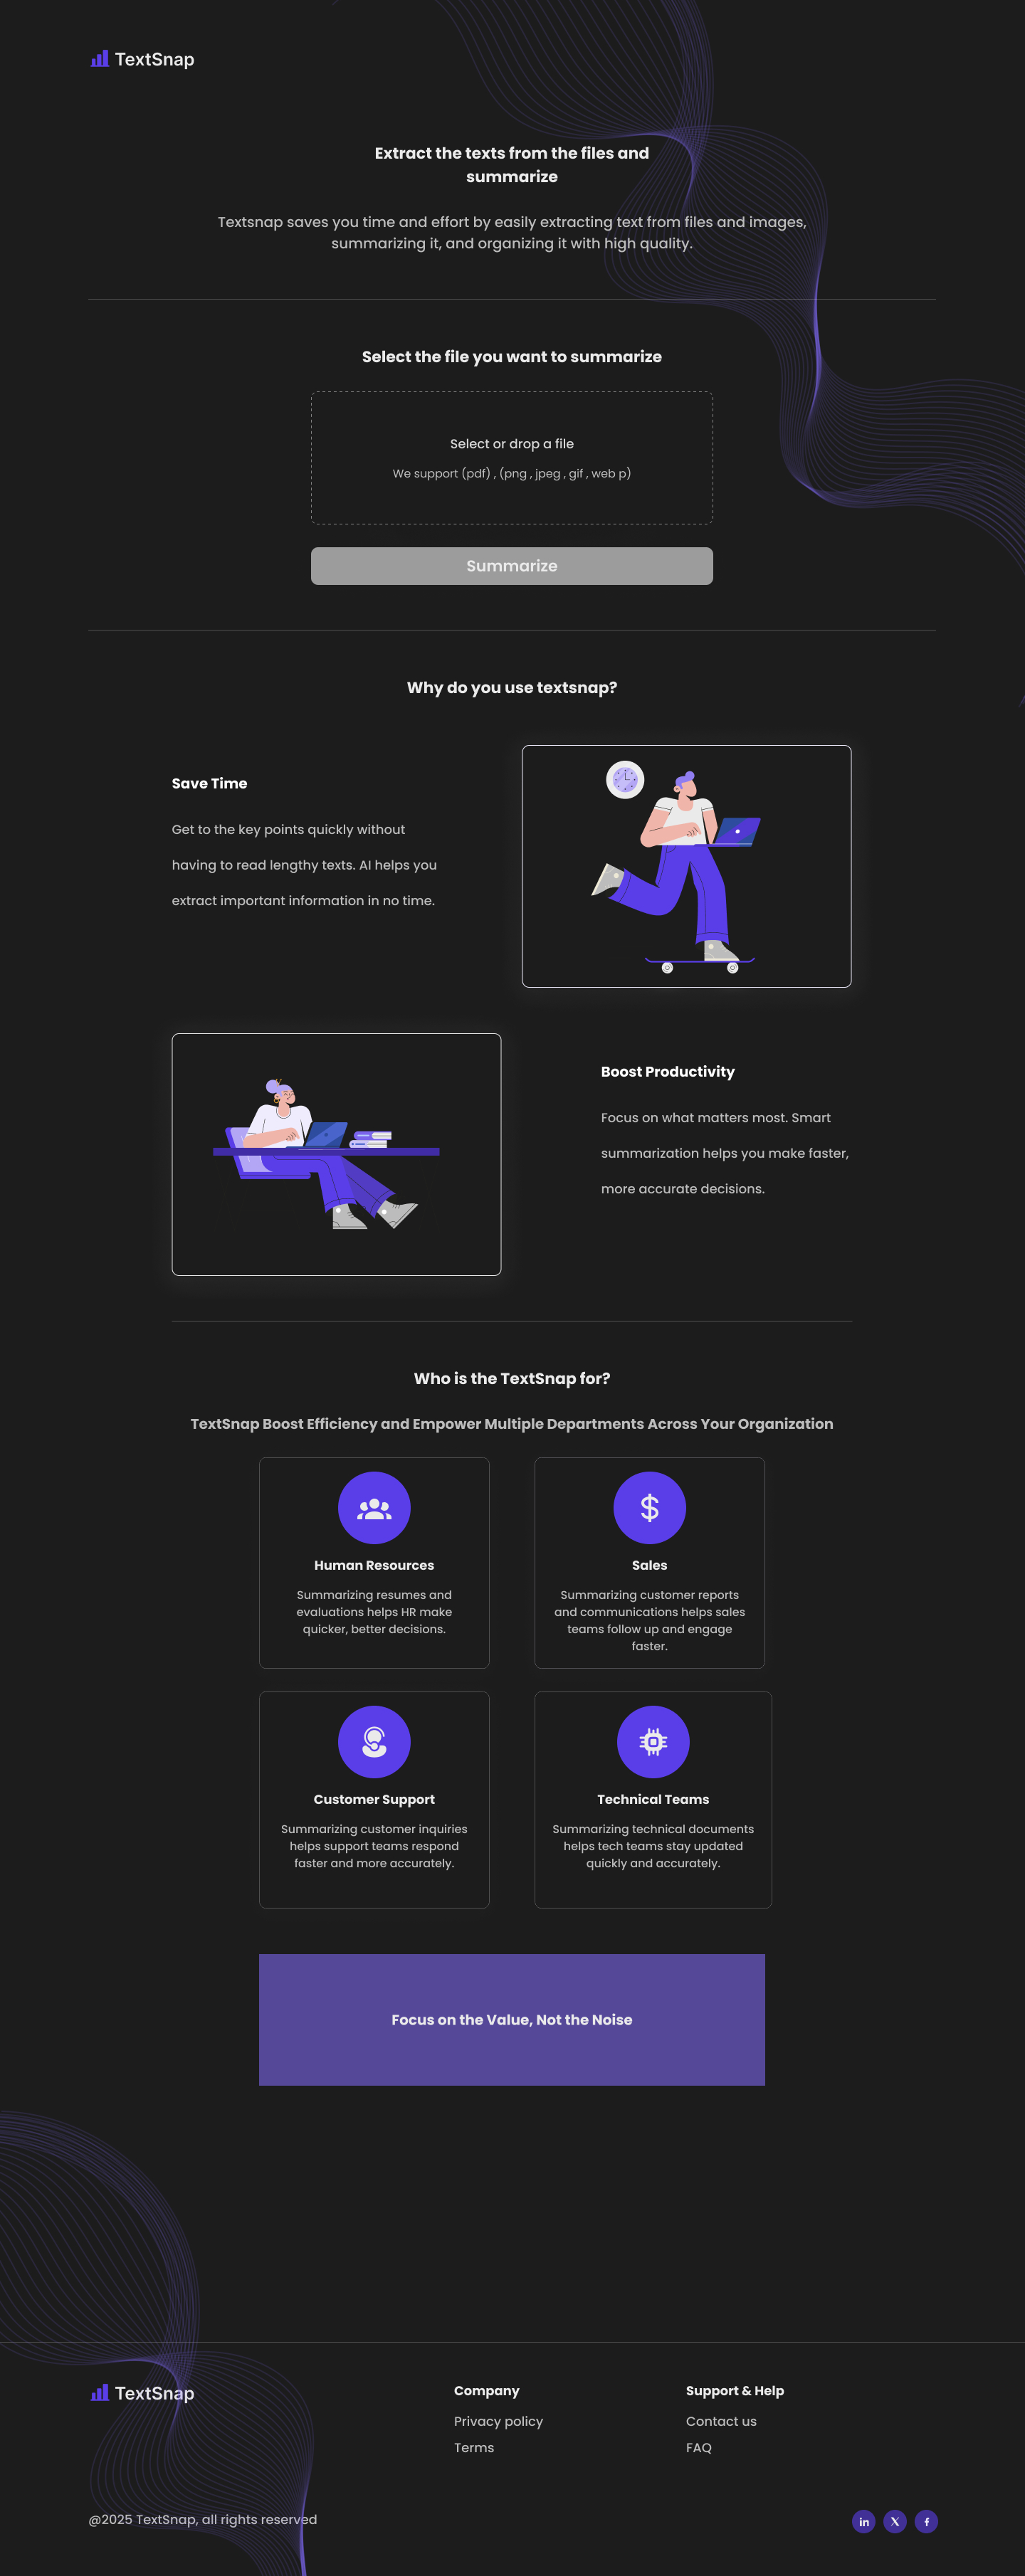 TextSnap
Extract the texts from the files and
summarize
Textsnap saves you time and effort by easily extracting text from files and images,
summarizing it, and organizing it with high quality.
Select the file you want to summarize
Select or drop a file
We support (pdf) , (png , jpeg , gif , web p)
Summarize
Why do you use textsnap?
Save Time
Get to the key points quickly without
having to read lengthy texts. AI helps you
extract important information in no time.
Boost Productivity
Focus on what matters most. Smart
summarization helps you make faster,
more accurate decisions.
Who is the TextSnap for?
TextSnap Boost Efficiency and Empower Multiple Departments Across Your Organization
Human Resources
Summarizing resumes and
evaluations helps HR make
quicker, better decisions.
Sales
Summarizing customer reports
and communications helps sales
teams follow up and engage
faster.
Customer Support
Summarizing customer inquiries
helps support teams respond
faster and more accurately.
Technical Teams
Summarizing technical documents
helps tech teams stay updated
quickly and accurately.
Focus on the Value, Not the Noise
TextSnap
Company
Privacy policy
Terms
Support & Help
Contact us
FAQ
@2025 TextSnap, all rights reserved